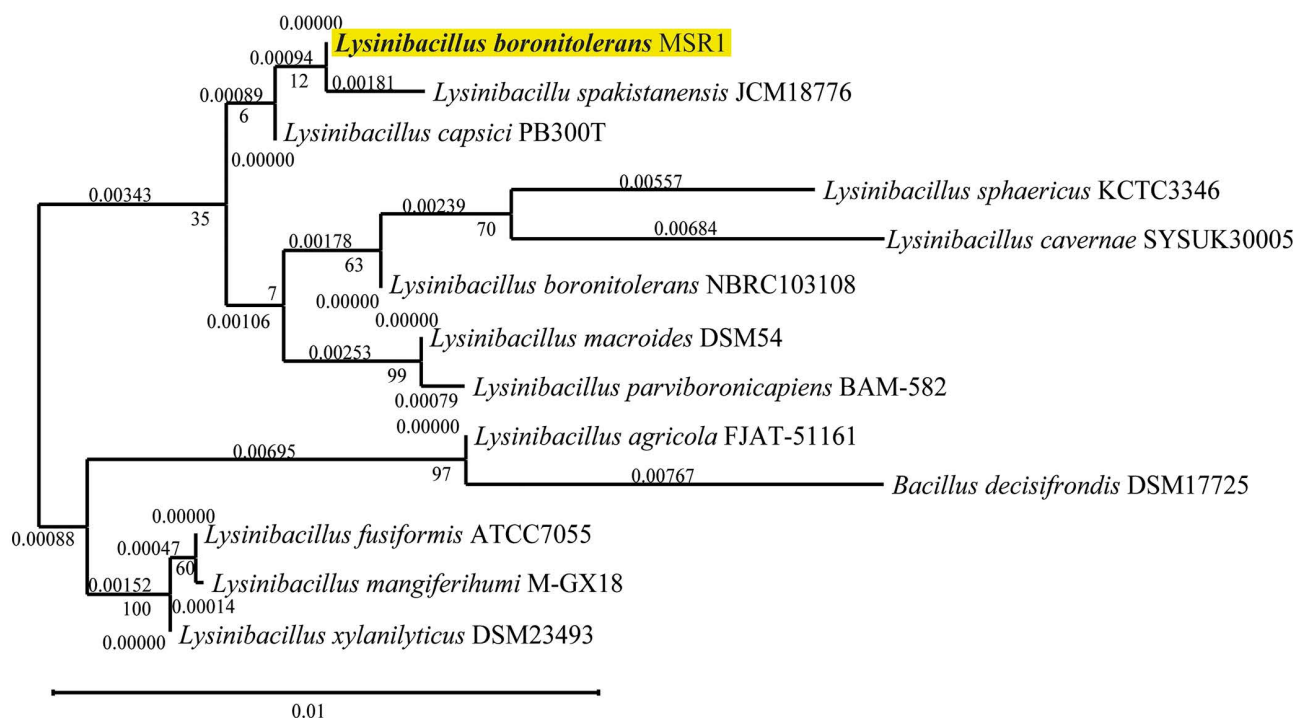 0.00000
Lysinibacillus boronitolerans MSR1
0.00094
12
0.00181
Lysinibacillu spakistanensis JCM18776
0.00089
6
Lysinibacillus capsici PB300T
0.00000
0.00343
35
0.00557
Lysinibacillus sphaericus KCTC3346
0.00239
70
0.00684
Lysinibacillus cavernae SYSUK30005
0.00178
63
Lysinibacillus boronitolerans NBRC103108
0.00000
7
0.00106
0.00000
Lysinibacillus macroides DSM54
0.00253
99
Lysinibacillus parviboronicapiens BAM-582
0.00079
0.00000
Lysinibacillus agricola FJAT-51161
0.00695
97
0.00767
Bacillus decisifrondis DSM17725
0.00088
0.00000
Lysinibacillus fusiformis ATCC7055
0.00047
60
Lysinibacillus mangiferihumi M-GX18
0.00152
100
0.00014
0.00000
Lysinibacillus xylanilyticus DSM23493
0.01